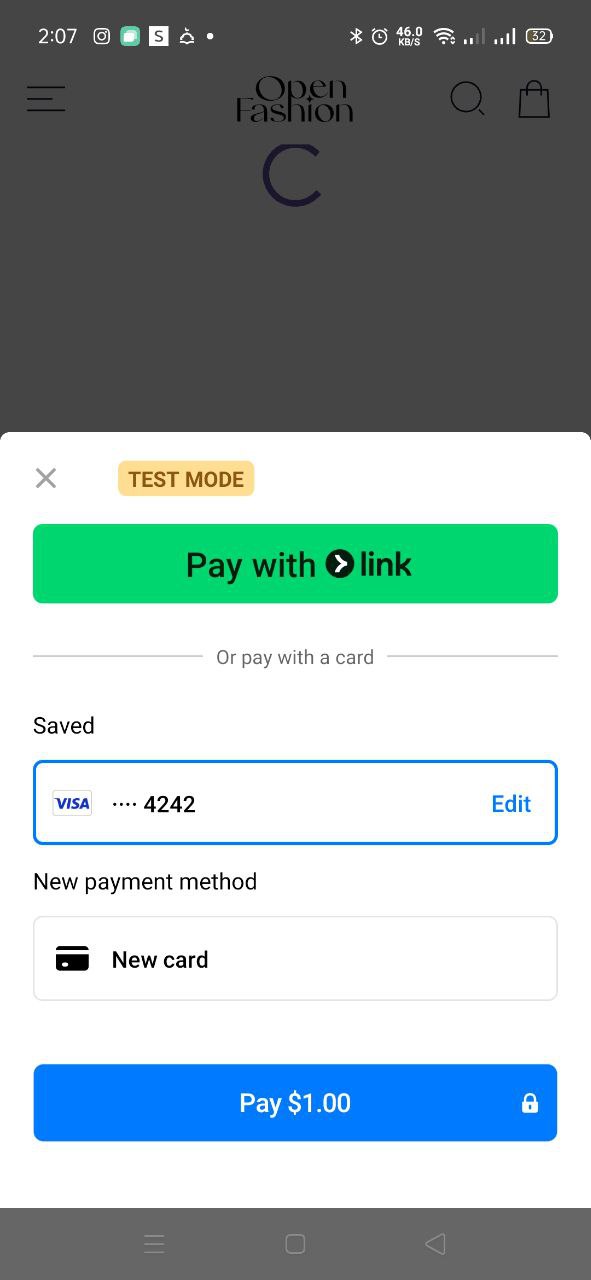 2:07 S 46.0 KB/S 32
Open
Fashion
TEST MODE
Pay with link
Or pay with a card
Saved
VISA ···· 4242 Edit
New payment method
New card
Pay $1.00